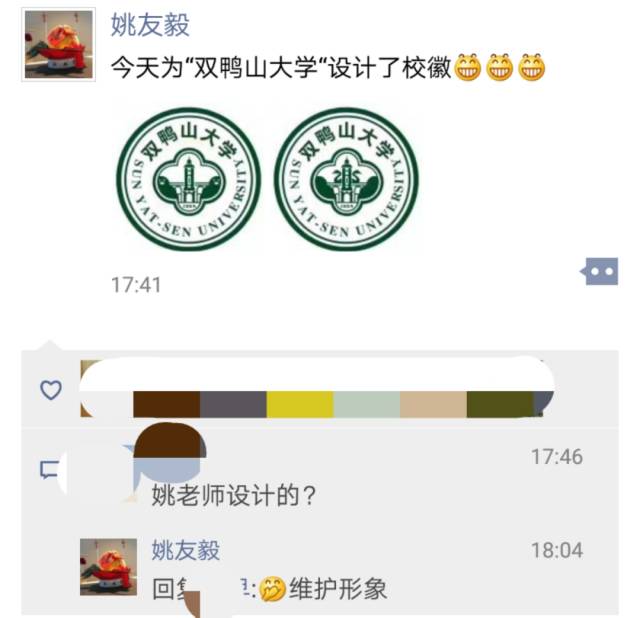 姚友毅
今天为“双鸭山大学“设计了校徽😁😁😁
双鸭山大学
SUN YAT-SEN UNIVERSITY
双鸭山大学
SUN YAT-SEN UNIVERSITY
17:41
17:46
姚老师设计的?
姚友毅
18:04
回复 :🤭维护形象